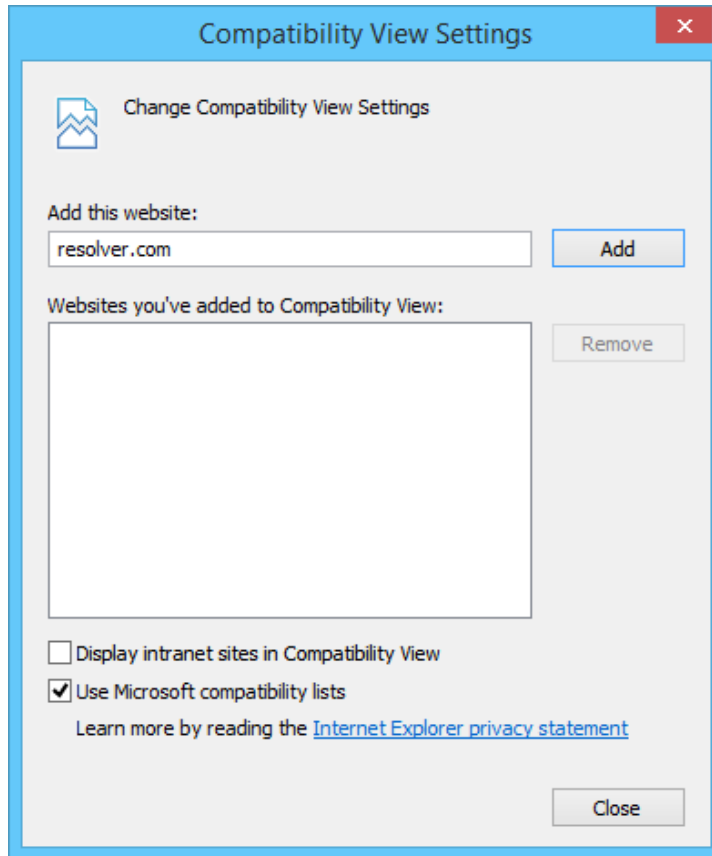 Compatibility View Settings
Change Compatibility View Settings
Add this website:
resolver.com
Add
Websites you've added to Compatibility View:
Remove
Display intranet sites in Compatibility View
Use Microsoft compatibility lists
Learn more by reading the Internet Explorer privacy statement
Close